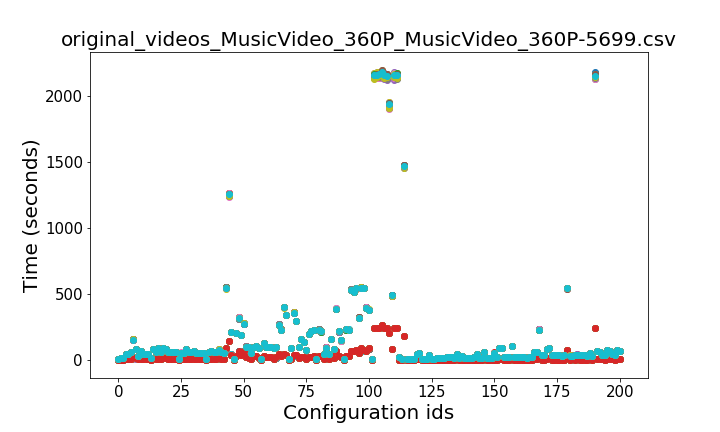 original_videos_MusicVideo_360P_MusicVideo_360P-5699.csv
Time (seconds)
2000
1500
1000
500
0
0 25 50 75 100 125 150 175 200
Configuration ids